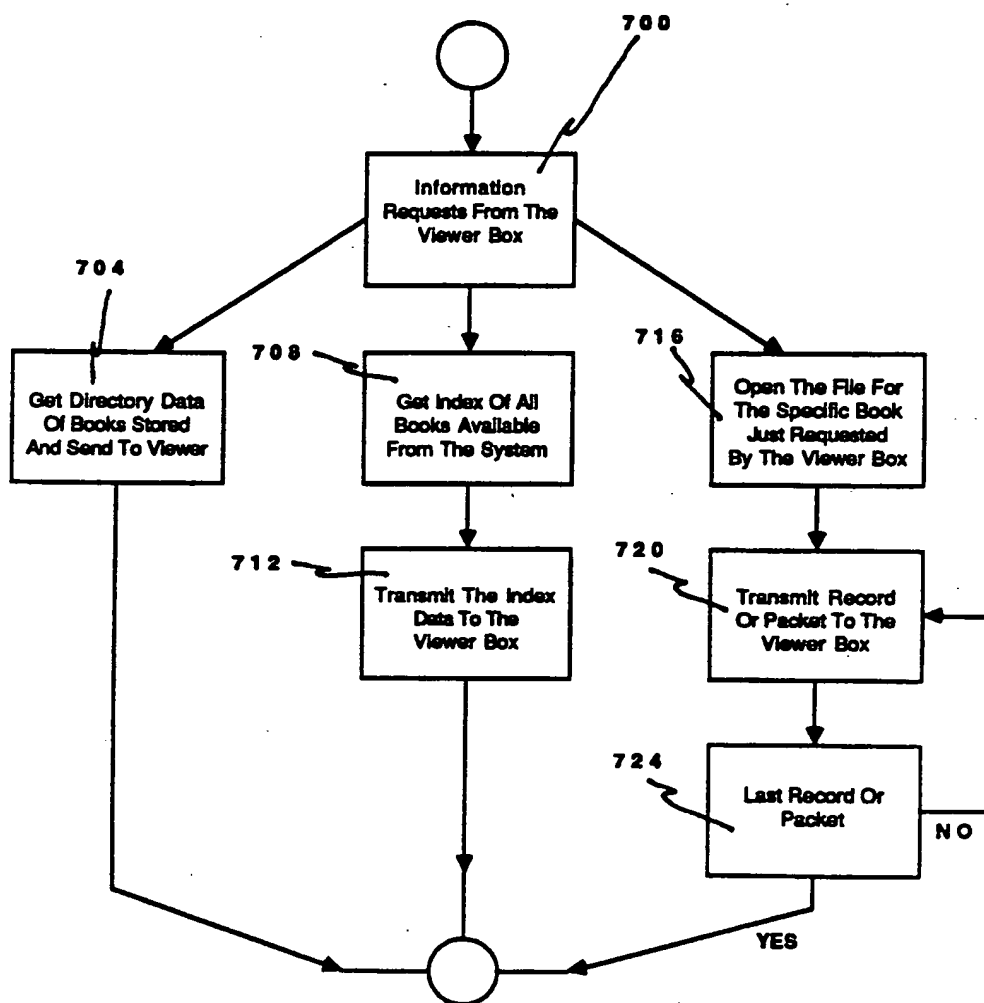 700
Information
Requests From The
Viewer Box
704
Get Directory Data
Of Books Stored
And Send To Viewer
708
Get Index Of All
Books Available
From The System
716
Open The File For
The Specific Book
Just Requested
By The Viewer Box
712
Transmit The Index
Data To The
Viewer Box
720
Transmit Record
Or Packet To The
Viewer Box
724
Last Record Or
Packet
NO
YES